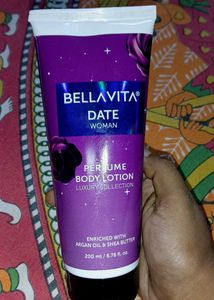 BELLAVITA®
DATE
WOMAN
PERFUME
BODY LOTION
LUXURY COLLECTION
ENRICHED WITH
ARGAN OIL & SHEA BUTTER
200 ml / 6.76 fl. oz.